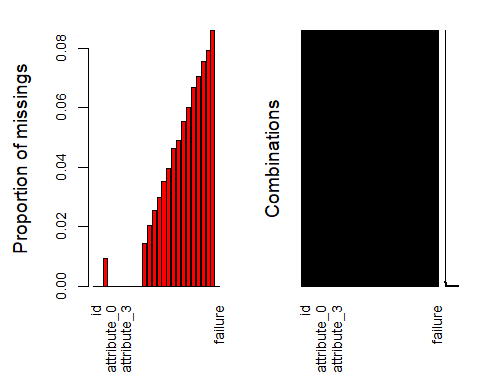 Proportion of missings
0.00
0.02
0.04
0.06
0.08
id
attribute_0
attribute_3
failure
Combinations
id
attribute_0
attribute_3
failure